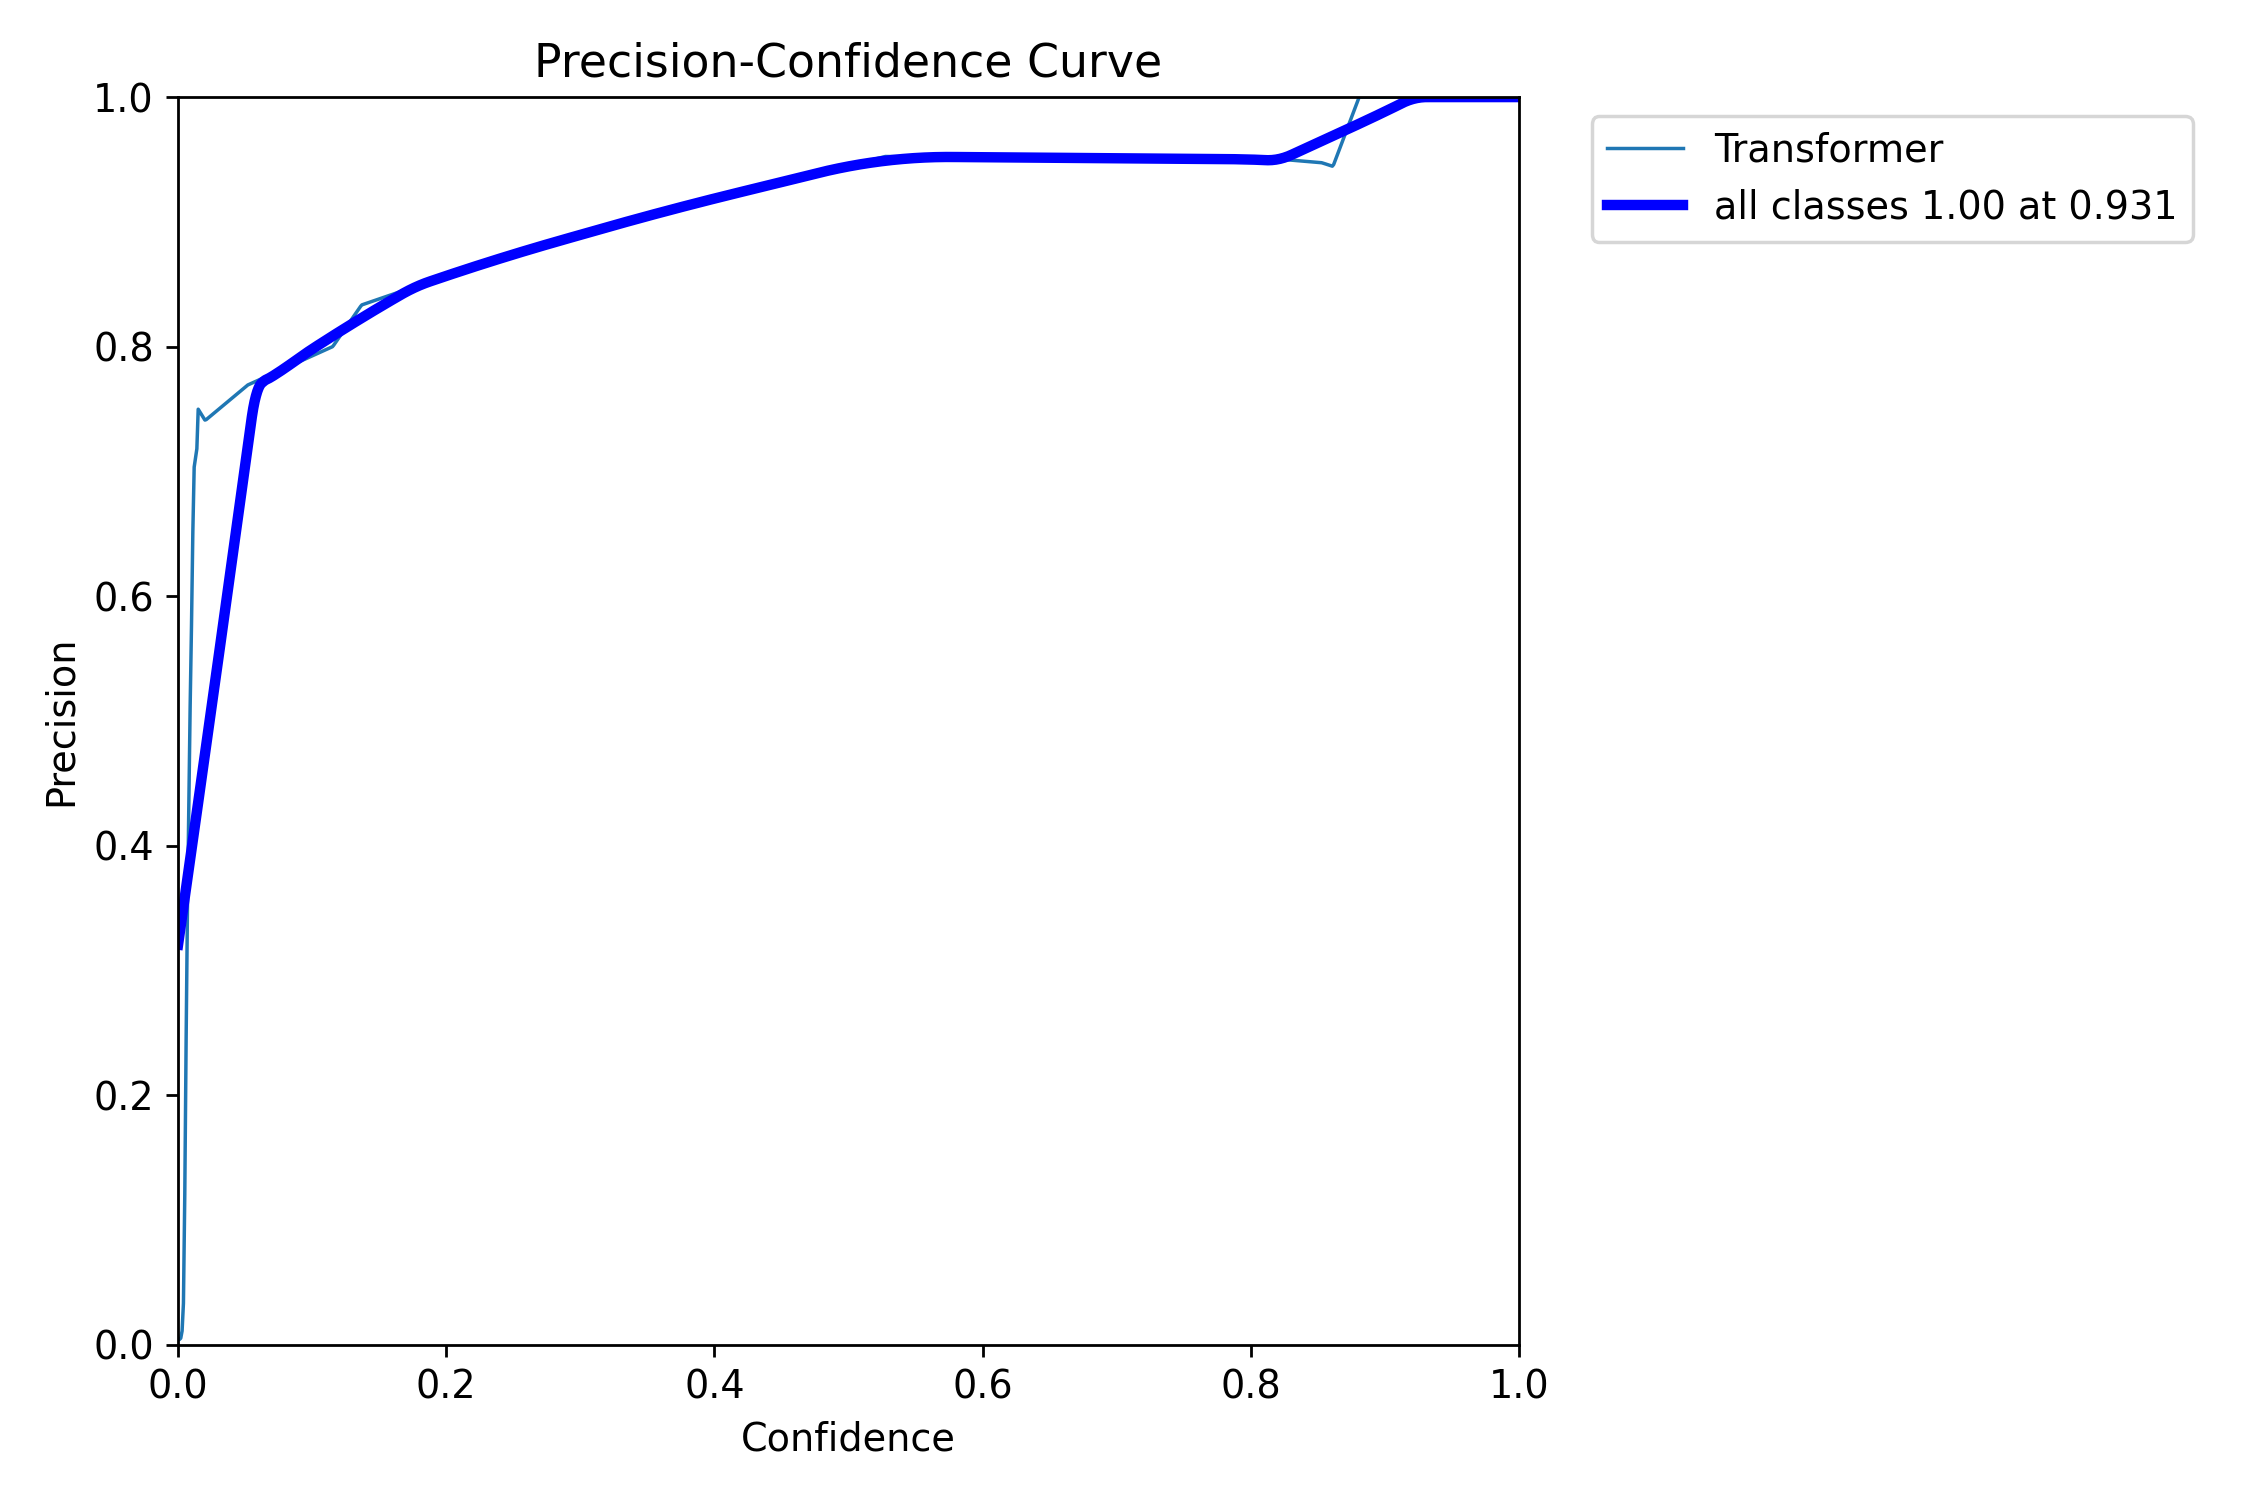 Precision-Confidence Curve
1.0
0.8
0.6
0.4
0.2
0.0
Precision
0.0 0.2 0.4 0.6 0.8 1.0
Confidence
Transformer
all classes 1.00 at 0.931